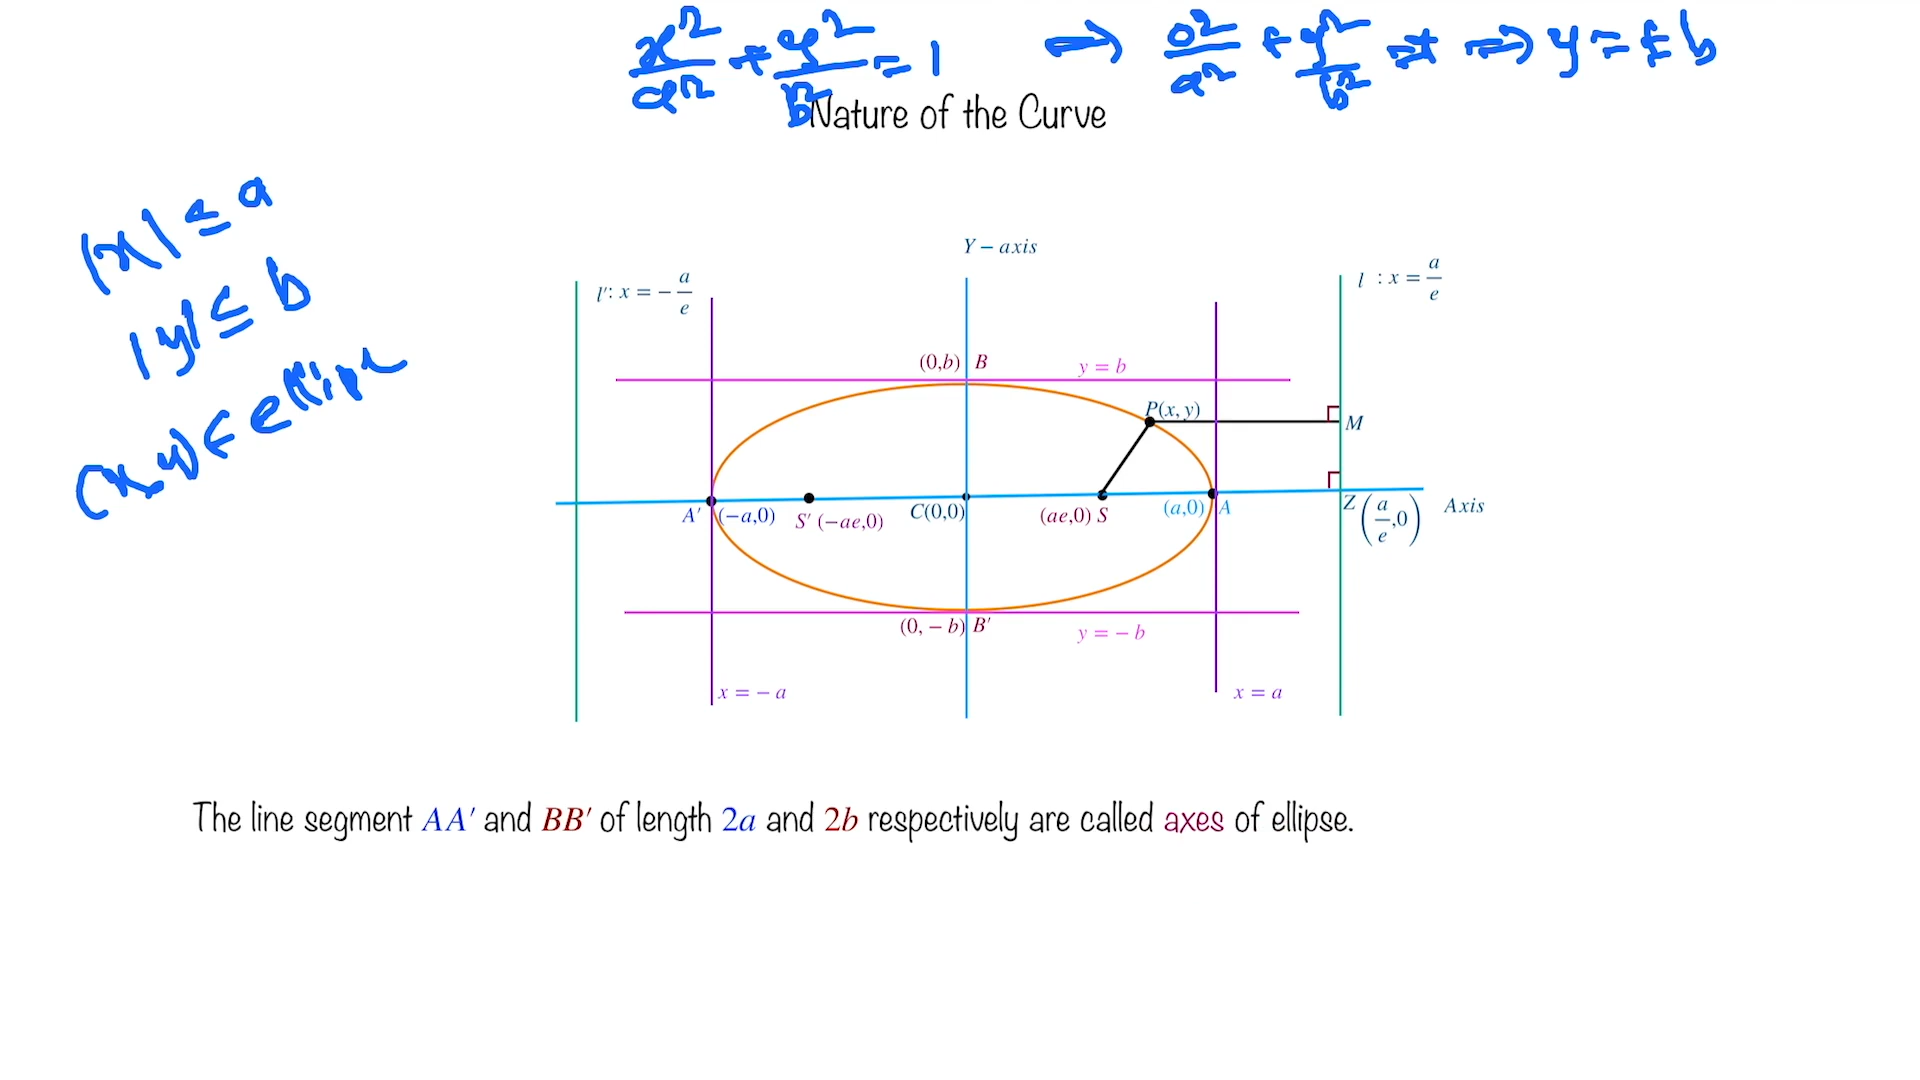 x²/a² + y²/b² = 1 ⇒ 0²/a² + y²/b² = 1 ⇒ y = ± b
Nature of the Curve
|x| ≤ a
|y| ≤ b
(x, y) ∈ ellipse
Y − axis
l′: x = − a/e
l : x = a/e
(0,b) B
y = b
P(x, y)
M
A′ (−a,0) S′ (−ae,0) C(0,0) (ae,0) S (a,0) A Z (a/e ,0) Axis
(0, − b) B′
y = − b
x = − a
x = a
The line segment AA′ and BB′ of length 2a and 2b respectively are called axes of ellipse.